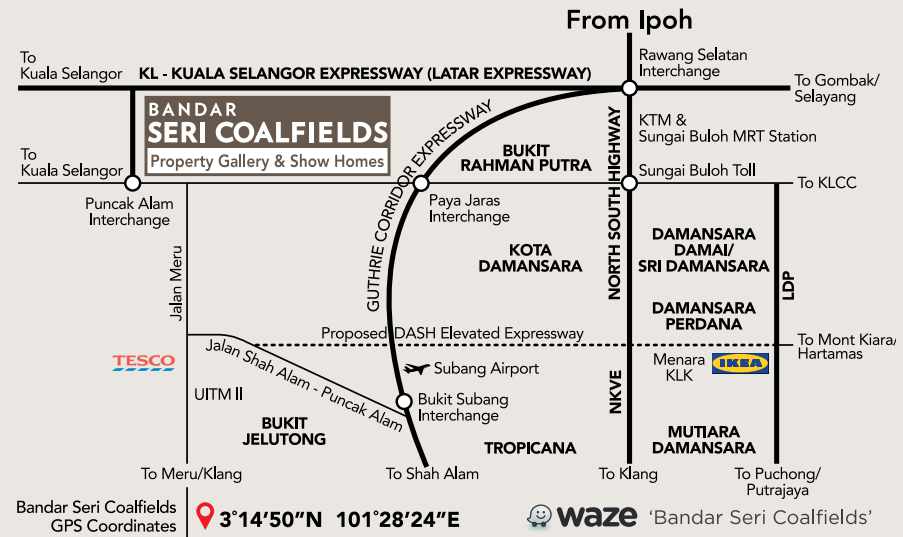 From Ipoh
To
Kuala Selangor
KL - KUALA SELANGOR EXPRESSWAY (LATAR EXPRESSWAY)
Rawang Selatan
Interchange
To Gombak/
Selayang
BANDAR
SERI COALFIELDS
Property Gallery & Show Homes
GUTHRIE CORRIDOR EXPRESSWAY
BUKIT
RAHMAN PUTRA
NORTH SOUTH HIGHWAY
KTM &
Sungai Buloh MRT Station
To
Kuala Selangor
Sungai Buloh Toll
To KLCC
Puncak Alam
Interchange
Paya Jaras
Interchange
Jalan Meru
KOTA
DAMANSARA
DAMANSARA
DAMAI/
SRI DAMANSARA
LDP
DAMANSARA
PERDANA
Proposed DASH Elevated Expressway
To Mont Kiara/
Hartamas
TESCO
Jalan Shah Alam - Puncak Alam
Subang Airport
Menara
KLK
IKEA
UITM II
Bukit Subang
Interchange
NKVE
BUKIT
JELUTONG
TROPICANA
MUTIARA
DAMANSARA
To Meru/Klang
To Shah Alam
To Klang
To Puchong/
Putrajaya
Bandar Seri Coalfields
GPS Coordinates
3°14'50"N 101°28'24"E
waze 'Bandar Seri Coalfields'